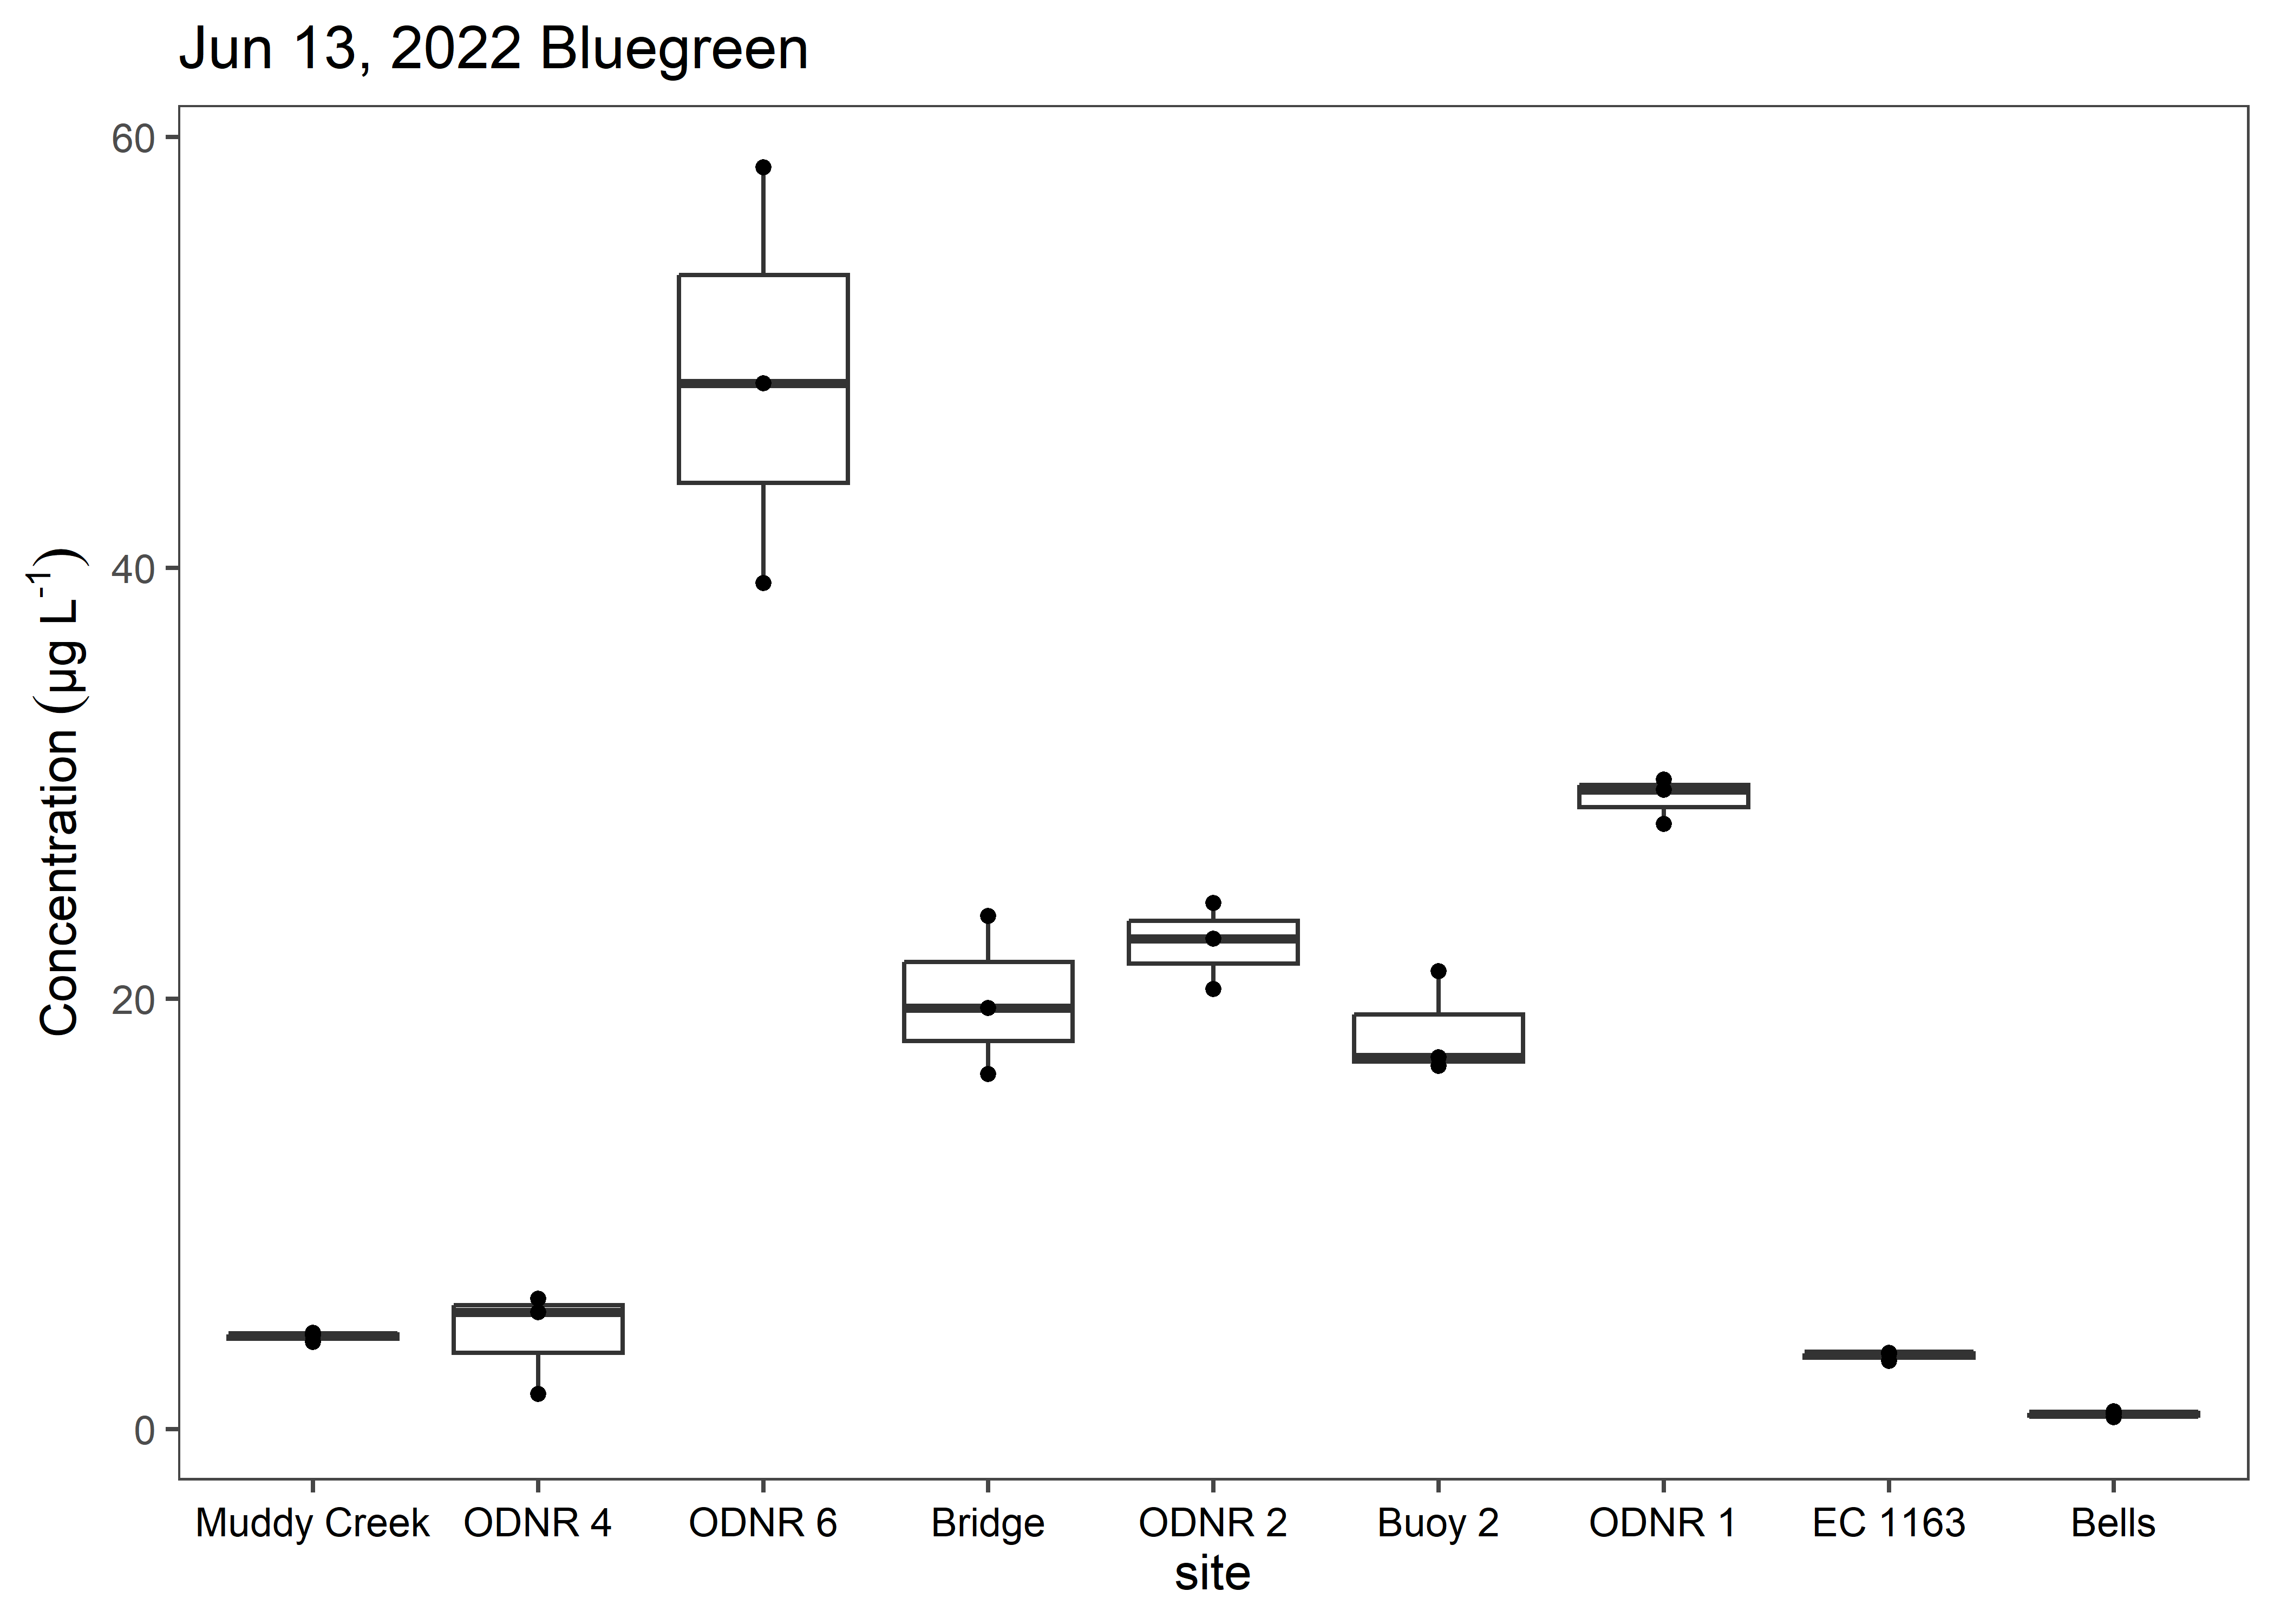 Jun 13, 2022 Bluegreen
60
40
20
0
Concentration (µg L⁻¹)
Muddy Creek ODNR 4 ODNR 6 Bridge ODNR 2 Buoy 2 ODNR 1 EC 1163 Bells
site